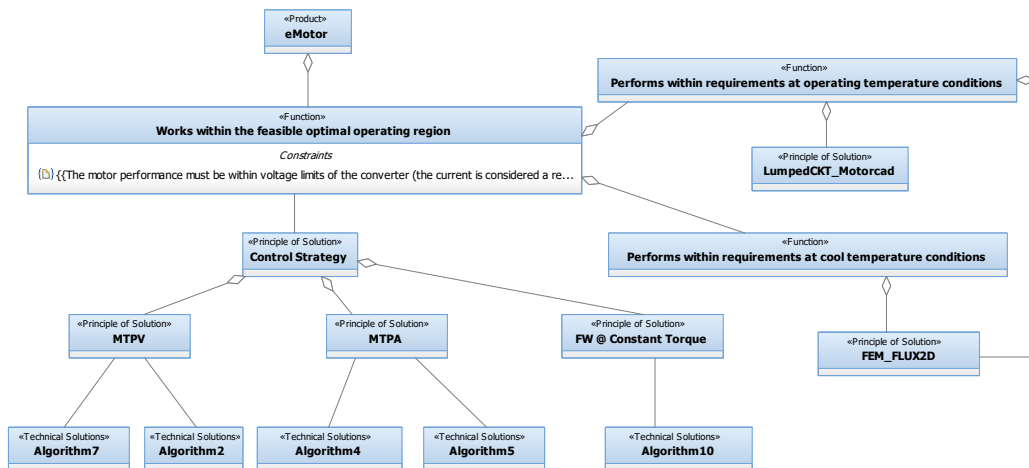 «Product»
eMotor
«Function»
Performs within requirements at operating temperature conditions
«Function»
Works within the feasible optimal operating region
Constraints
{{The motor performance must be within voltage limits of the converter (the current is considered a re...
«Principle of Solution»
LumpedCKT_Motorcad
«Principle of Solution»
Control Strategy
«Function»
Performs within requirements at cool temperature conditions
«Principle of Solution»
MTPV
«Principle of Solution»
MTPA
«Principle of Solution»
FW @ Constant Torque
«Principle of Solution»
FEM_FLUX2D
«Technical Solutions»
Algorithm7
«Technical Solutions»
Algorithm2
«Technical Solutions»
Algorithm4
«Technical Solutions»
Algorithm5
«Technical Solutions»
Algorithm10